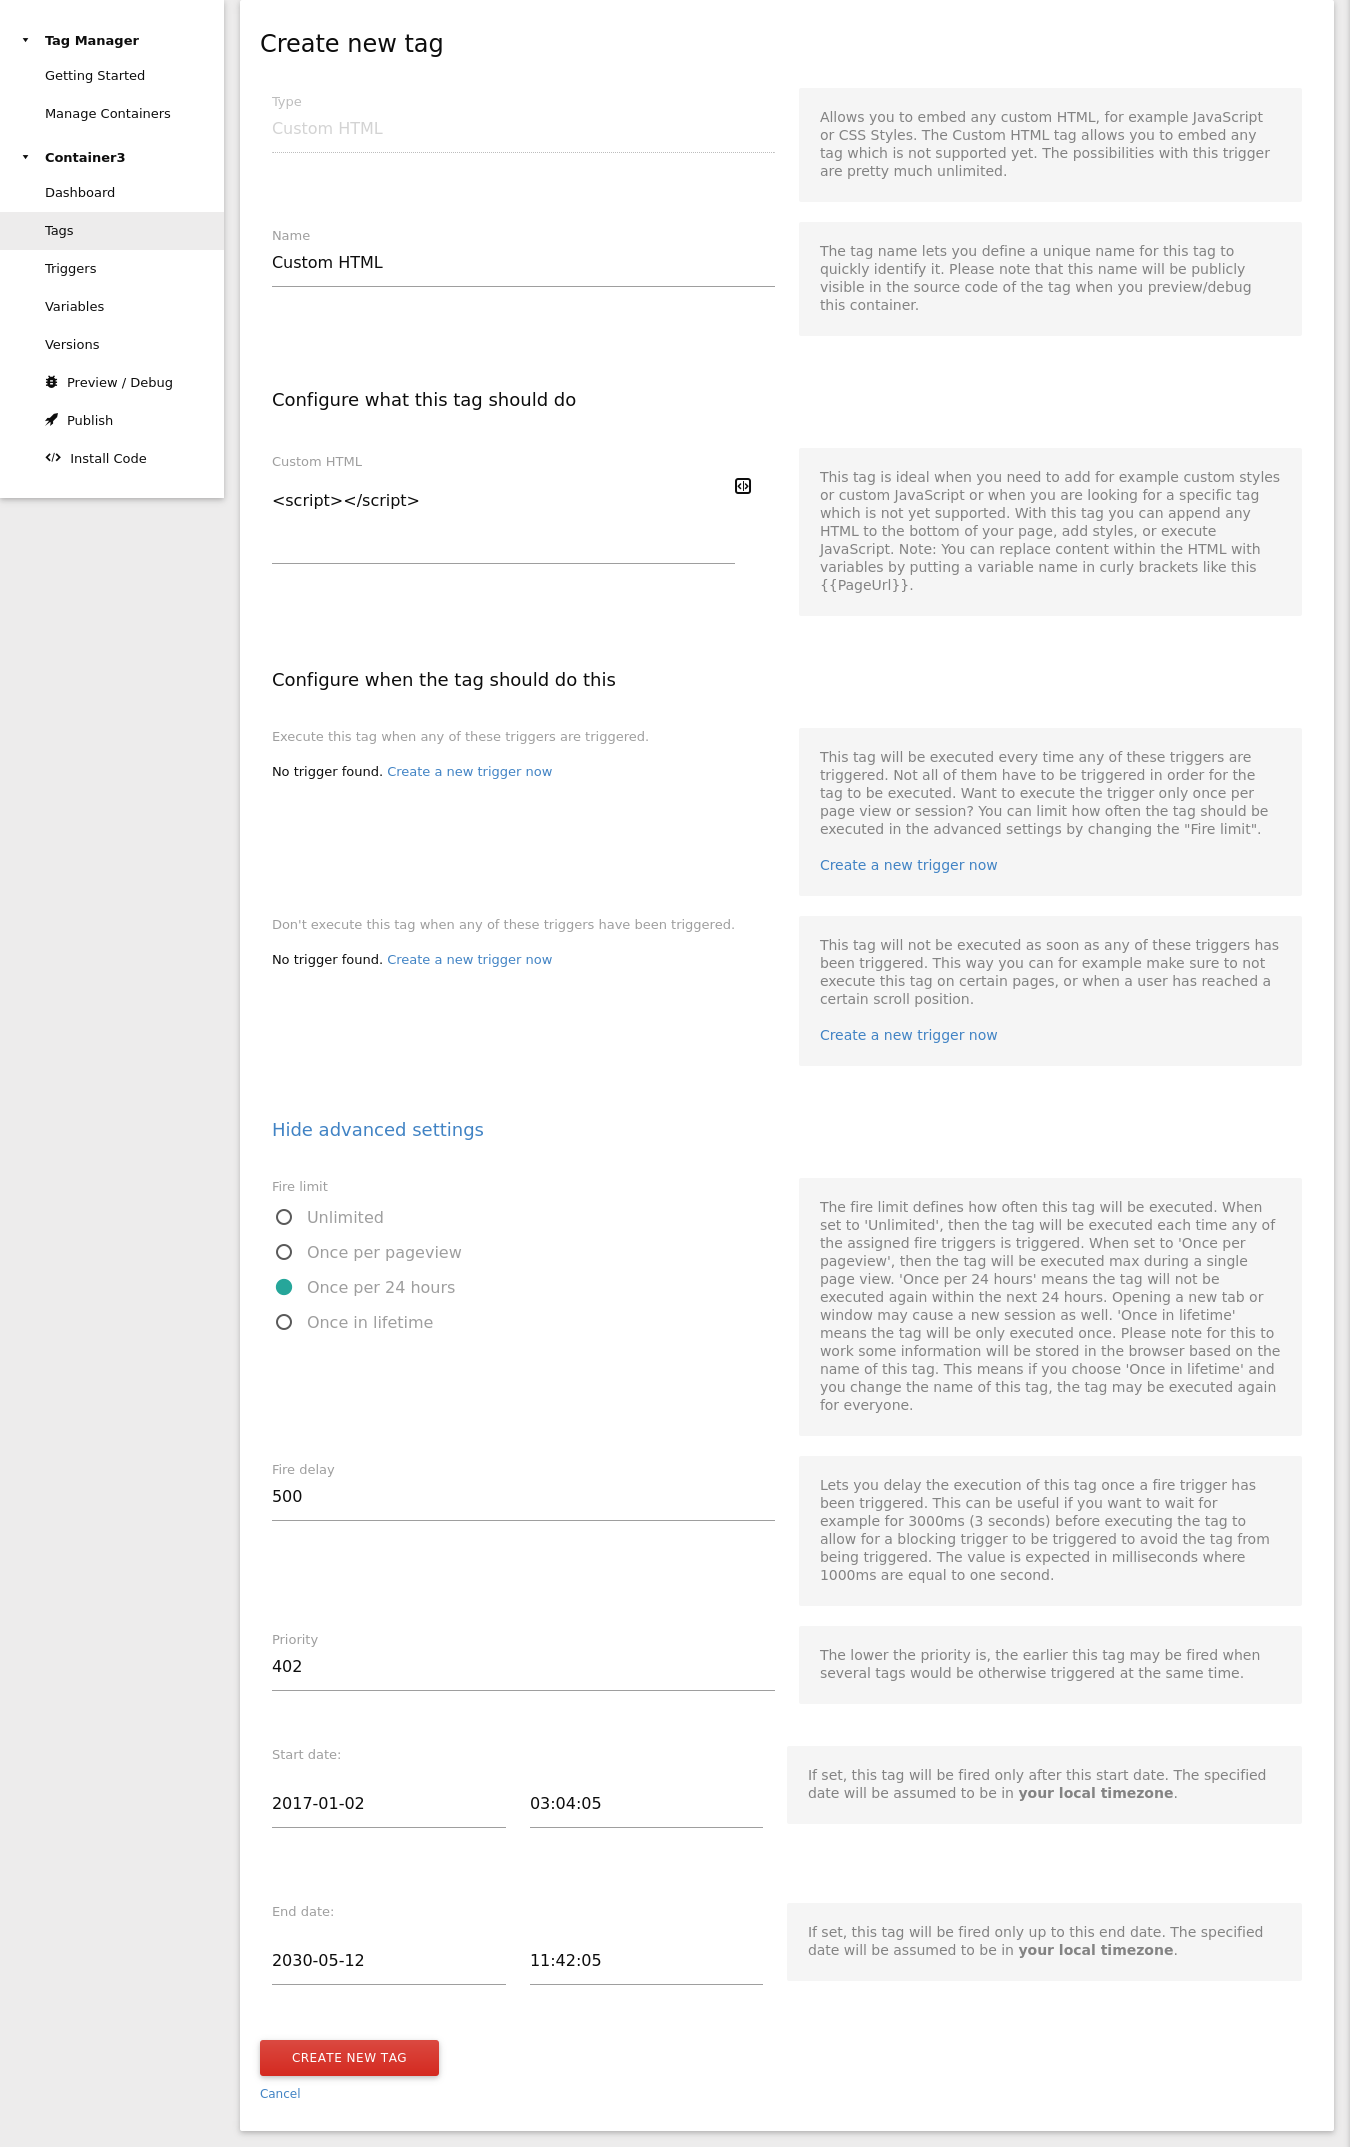 Tag Manager
Getting Started
Manage Containers
Container3
Dashboard
Tags
Triggers
Variables
Versions
Preview / Debug
Publish
Install Code
Create new tag
Type
Custom HTML
Allows you to embed any custom HTML, for example JavaScript
or CSS Styles. The Custom HTML tag allows you to embed any
tag which is not supported yet. The possibilities with this trigger
are pretty much unlimited.
Name
Custom HTML
The tag name lets you define a unique name for this tag to
quickly identify it. Please note that this name will be publicly
visible in the source code of the tag when you preview/debug
this container.
Configure what this tag should do
Custom HTML
<script></script>
This tag is ideal when you need to add for example custom styles
or custom JavaScript or when you are looking for a specific tag
which is not yet supported. With this tag you can append any
HTML to the bottom of your page, add styles, or execute
JavaScript. Note: You can replace content within the HTML with
variables by putting a variable name in curly brackets like this
{{PageUrl}}.
Configure when the tag should do this
Execute this tag when any of these triggers are triggered.
No trigger found. Create a new trigger now
This tag will be executed every time any of these triggers are
triggered. Not all of them have to be triggered in order for the
tag to be executed. Want to execute the trigger only once per
page view or session? You can limit how often the tag should be
executed in the advanced settings by changing the "Fire limit".
Create a new trigger now
Don't execute this tag when any of these triggers have been triggered.
No trigger found. Create a new trigger now
This tag will not be executed as soon as any of these triggers has
been triggered. This way you can for example make sure to not
execute this tag on certain pages, or when a user has reached a
certain scroll position.
Create a new trigger now
Hide advanced settings
Fire limit
Unlimited
Once per pageview
Once per 24 hours
Once in lifetime
The fire limit defines how often this tag will be executed. When
set to 'Unlimited', then the tag will be executed each time any of
the assigned fire triggers is triggered. When set to 'Once per
pageview', then the tag will be executed max during a single
page view. 'Once per 24 hours' means the tag will not be
executed again within the next 24 hours. Opening a new tab or
window may cause a new session as well. 'Once in lifetime'
means the tag will be only executed once. Please note for this to
work some information will be stored in the browser based on the
name of this tag. This means if you choose 'Once in lifetime' and
you change the name of this tag, the tag may be executed again
for everyone.
Fire delay
500
Lets you delay the execution of this tag once a fire trigger has
been triggered. This can be useful if you want to wait for
example for 3000ms (3 seconds) before executing the tag to
allow for a blocking trigger to be triggered to avoid the tag from
being triggered. The value is expected in milliseconds where
1000ms are equal to one second.
Priority
402
The lower the priority is, the earlier this tag may be fired when
several tags would be otherwise triggered at the same time.
Start date:
2017-01-02 03:04:05
If set, this tag will be fired only after this start date. The specified
date will be assumed to be in your local timezone.
End date:
2030-05-12 11:42:05
If set, this tag will be fired only up to this end date. The specified
date will be assumed to be in your local timezone.
CREATE NEW TAG
Cancel